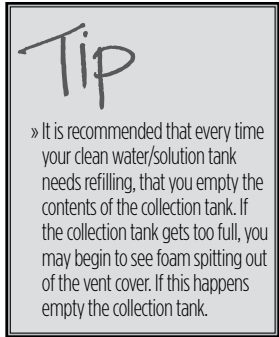 Tip
» It is recommended that every time
your clean water/solution tank
needs refilling, that you empty the
contents of the collection tank. If
the collection tank gets too full, you
may begin to see foam spitting out
of the vent cover. If this happens
empty the collection tank.